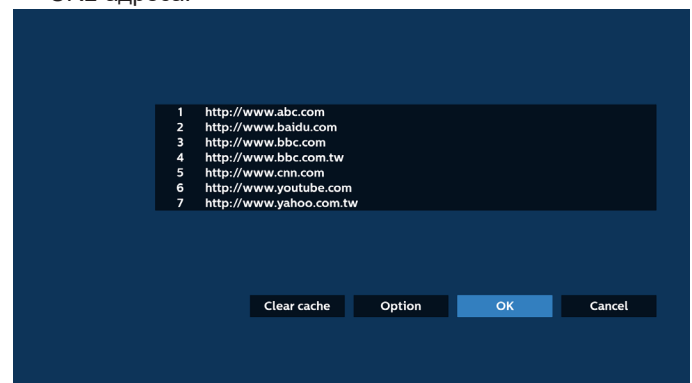 URL-адреса.
1 http://www.abc.com
2 http://www.baidu.com
3 http://www.bbc.com
4 http://www.bbc.com.tw
5 http://www.cnn.com
6 http://www.youtube.com
7 http://www.yahoo.com.tw
Clear cache Option OK Cancel